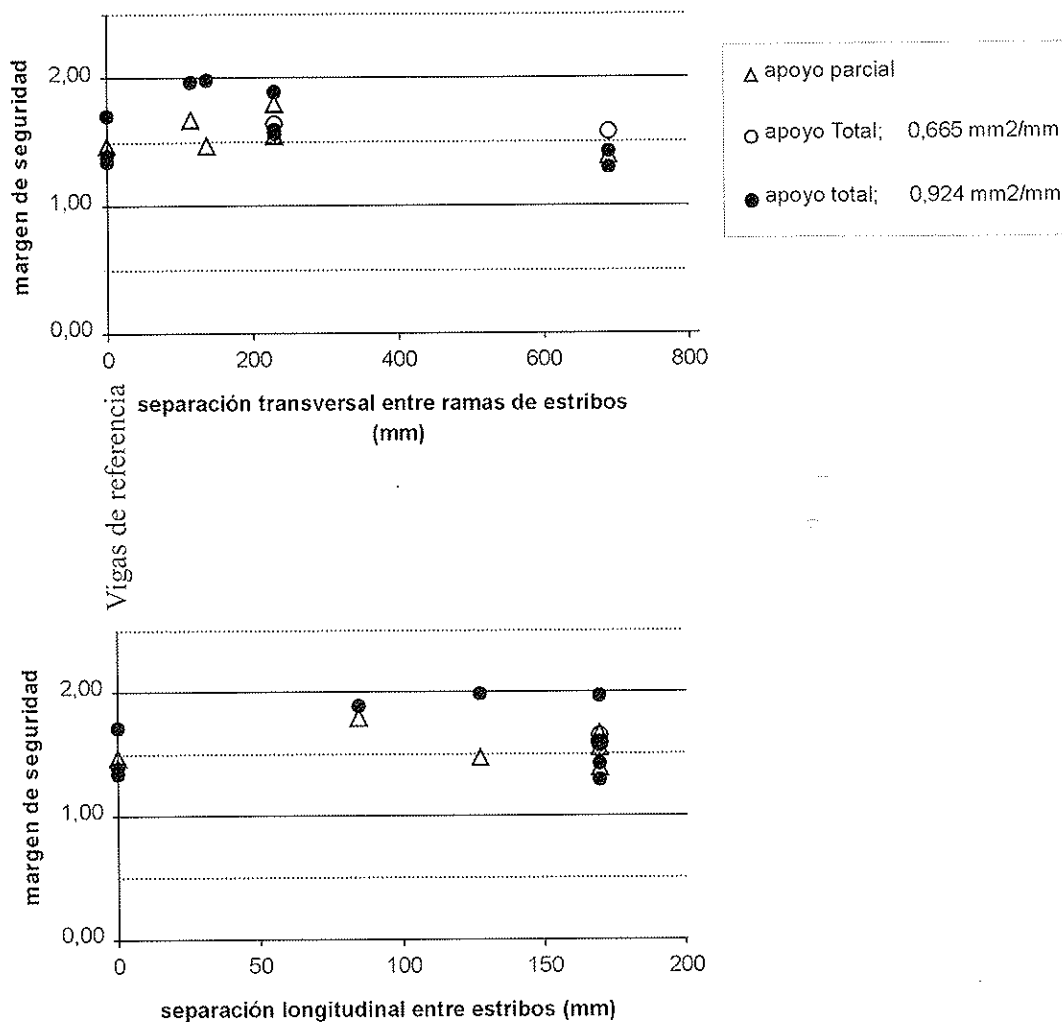 margen de seguridad
2,00
1,00
0,00
0 200 400 600 800
separación transversal entre ramas de estribos
(mm)
apoyo parcial
apoyo Total; 0,665 mm2/mm
apoyo total; 0,924 mm2/mm
Vigas de referencia
margen de seguridad
2,00
1,00
0,00
0 50 100 150 200
separación longitudinal entre estribos (mm)